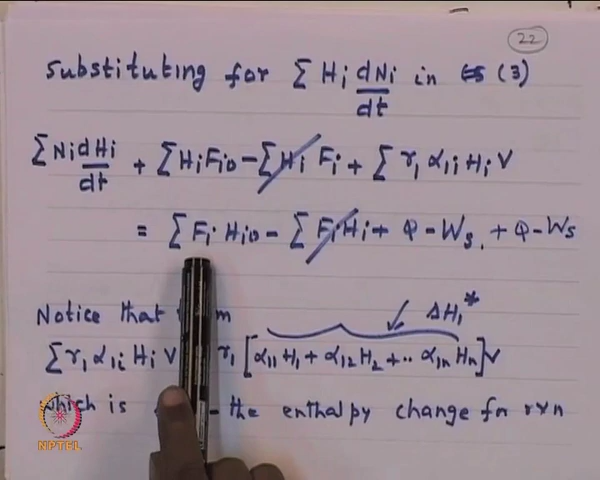 22
Substituting for Σ Hi dNi/dt in (3)
Σ Ni dHi/dt + Σ Hi Fi0 - Σ Hi Fi + Σ r1 α1i Hi V
= Σ Fi Hi0 - Σ Fi Hi + Q - Ws + Q - Ws
ΔH1*
Notice that
Σ r1 α1i Hi V r1 [α11 H1 + α12 H2 + .. α1n Hn] V
which is the enthalpy change for rxn
NPTEL